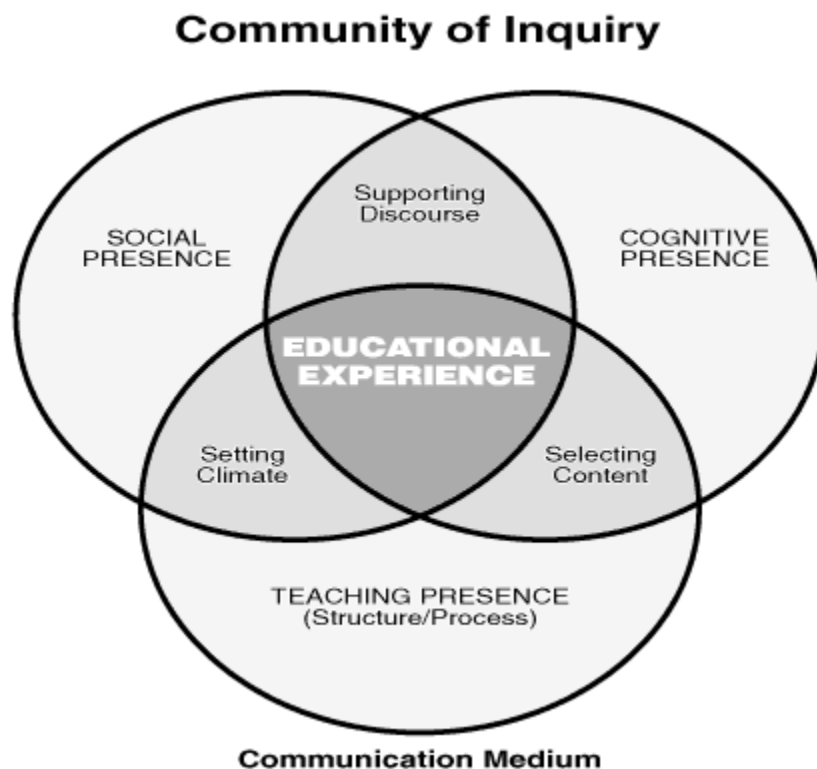 Community of Inquiry
Supporting
Discourse
SOCIAL
PRESENCE
COGNITIVE
PRESENCE
EDUCATIONAL
EXPERIENCE
Setting
Climate
Selecting
Content
TEACHING PRESENCE
(Structure/Process)
Communication Medium